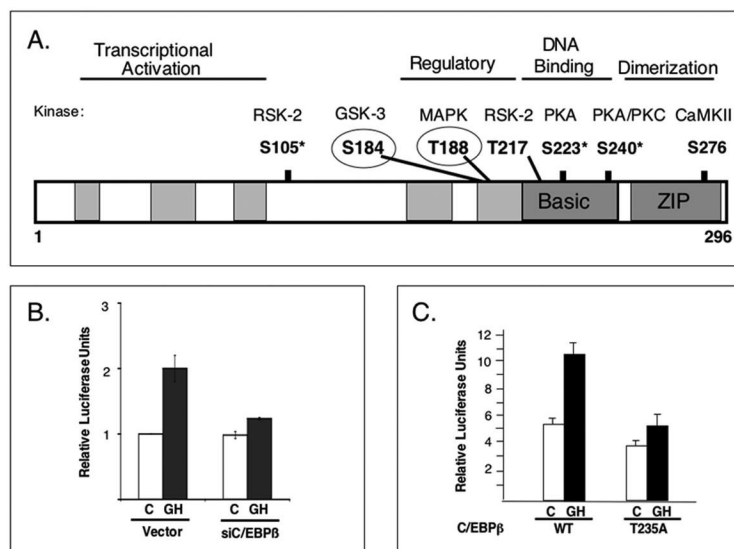 A.
Transcriptional Activation
Regulatory
DNA Binding
Dimerization
Kinase:
RSK-2
GSK-3
MAPK
RSK-2
PKA
PKA/PKC
CaMKII
S105*
S184
T188
T217
S223*
S240*
S276
Basic
ZIP
1
296
B.
Relative Luciferase Units
3
2
1
C GH C GH
Vector siC/EBPβ
C.
Relative Luciferase Units
12
10
8
6
4
2
C GH C GH
C/EBPβ WT T235A